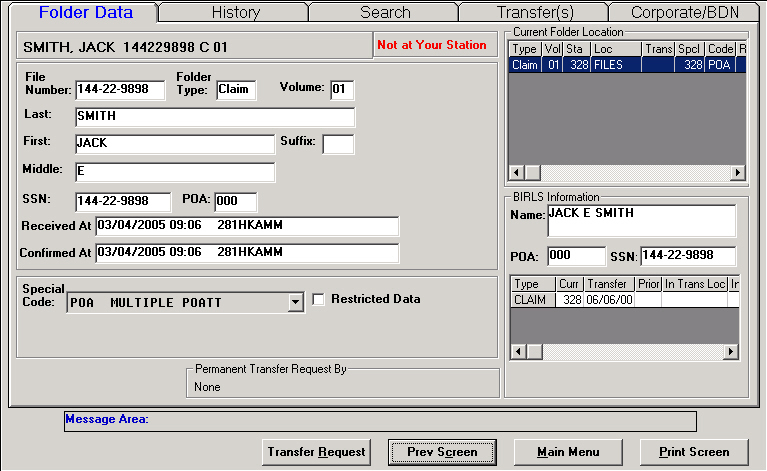 Folder Data
History
Search
Transfer(s)
Corporate/BDN
SMITH, JACK 144229898 C 01
Not at Your Station
File Number: 144-22-9898
Folder Type: Claim
Volume: 01
Last: SMITH
First: JACK
Suffix:
Middle: E
SSN: 144-22-9898
POA: 000
Received At 03/04/2005 09:06 281HKAMM
Confirmed At 03/04/2005 09:06 281HKAMM
Special Code: POA MULTIPLE POATT
Restricted Data
Permanent Transfer Request By
None
Current Folder Location
Type Vol Sta Loc Trans Spcl Code R
Claim 01 328 FILES 328 POA
BIRLS Information
Name: JACK E SMITH
POA: 000 SSN: 144-22-9898
Type Curr Transfer Prior In Trans Loc In
CLAIM 328 06/06/00
Message Area:
Transfer Request
Prev Screen
Main Menu
Print Screen